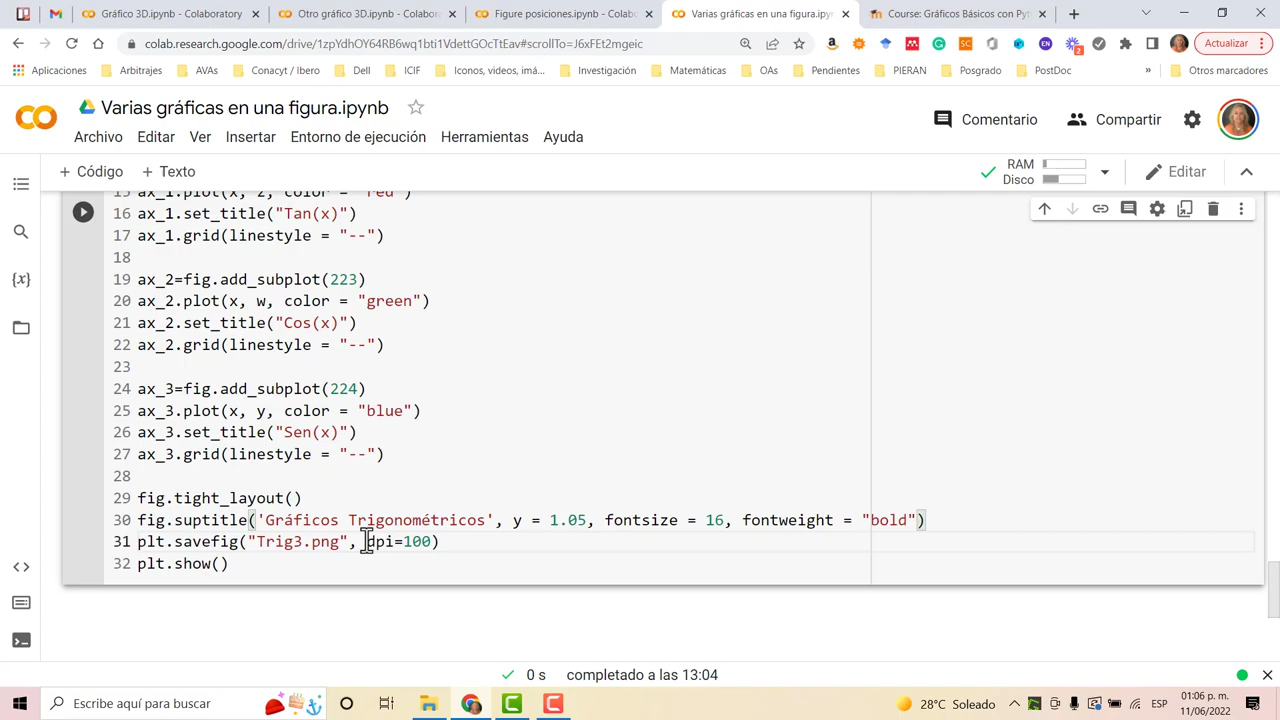 Gráfico 3D.ipynb - Colaboratory
Otro gráfico 3D.ipynb - Colaborato
Figure posiciones.ipynb - Colabo
Varias gráficas en una figura.ipyn
Course: Gráficos Básicos con Pyt
colab.research.google.com/drive/
Actualizar
Aplicaciones
Arbitrajes
AVAs
Conacyt / Ibero
Deli
ICIF
Iconos, videos, imá...
Investigación
Matemáticas
OAs
Pendientes
PIERAN
Posgrado
PostDoc
»
Otros marcadores
Varias gráficas en una figura.ipynb
Archivo Editar Ver Insertar Entorno de ejecución Herramientas Ayuda
Comentario
Compartir
+ Código + Texto
RAM
Disco
Editar
15 ax_1.plot(x, z, color = "red")
16 ax_1.set_title("Tan(x)")
17 ax_1.grid(linestyle = "--")
18
19 ax_2=fig.add_subplot(223)
20 ax_2.plot(x, w, color = "green")
21 ax_2.set_title("Cos(x)")
22 ax_2.grid(linestyle = "--")
23
24 ax_3=fig.add_subplot(224)
25 ax_3.plot(x, y, color = "blue")
26 ax_3.set_title("Sen(x)")
27 ax_3.grid(linestyle = "--")
28
29 fig.tight_layout()
30 fig.suptitle('Gráficos Trigonométricos', y = 1.05, fontsize = 16, fontweight = "bold")
31 plt.savefig("Trig3.png", dpi=100)
32 plt.show()
0 s completado a las 13:04
Escribe aquí para buscar
28°C Soleado
ESP
01:06 p. m.
11/06/2022